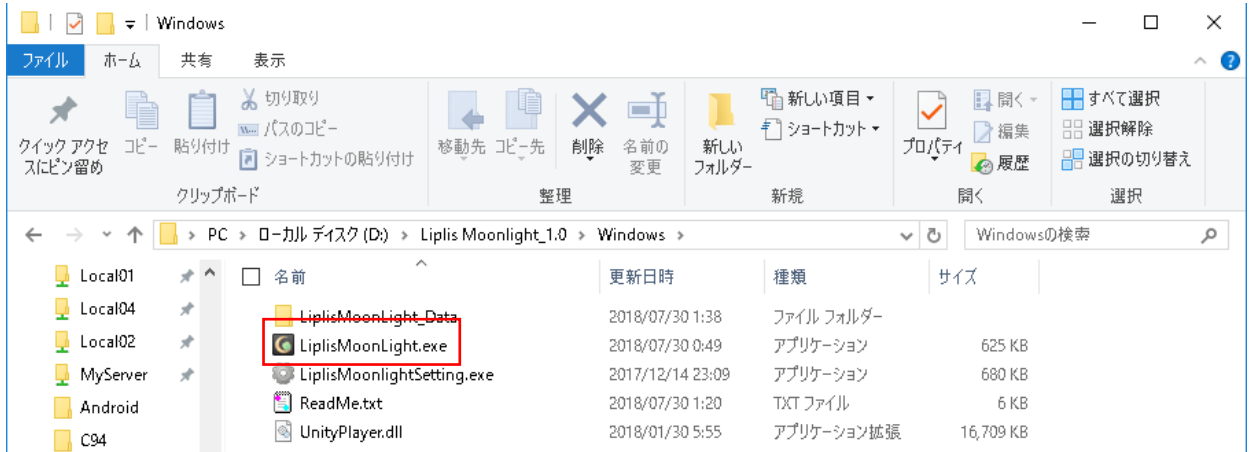 Windows
ファイル ホーム 共有 表示
クイック アクセスにピン留め
コピー
貼り付け
切り取り
パスのコピー
ショートカットの貼り付け
クリップボード
移動先
コピー先
削除
名前の変更
整理
新しいフォルダー
新しい項目
ショートカット
新規
プロパティ
開く
編集
履歴
開く
すべて選択
選択解除
選択の切り替え
選択
PC > ローカル ディスク (D:) > Liplis Moonlight_1.0 > Windows >
Windowsの検索
Local01
Local04
Local02
MyServer
Android
C94
名前 更新日時 種類 サイズ
LiplisMoonLight_Data 2018/07/30 1:38 ファイル フォルダー
LiplisMoonLight.exe 2018/07/30 0:49 アプリケーション 625 KB
LiplisMoonlightSetting.exe 2017/12/14 23:09 アプリケーション 680 KB
ReadMe.txt 2018/07/30 1:20 TXT ファイル 6 KB
UnityPlayer.dll 2018/01/30 5:55 アプリケーション拡張 16,709 KB